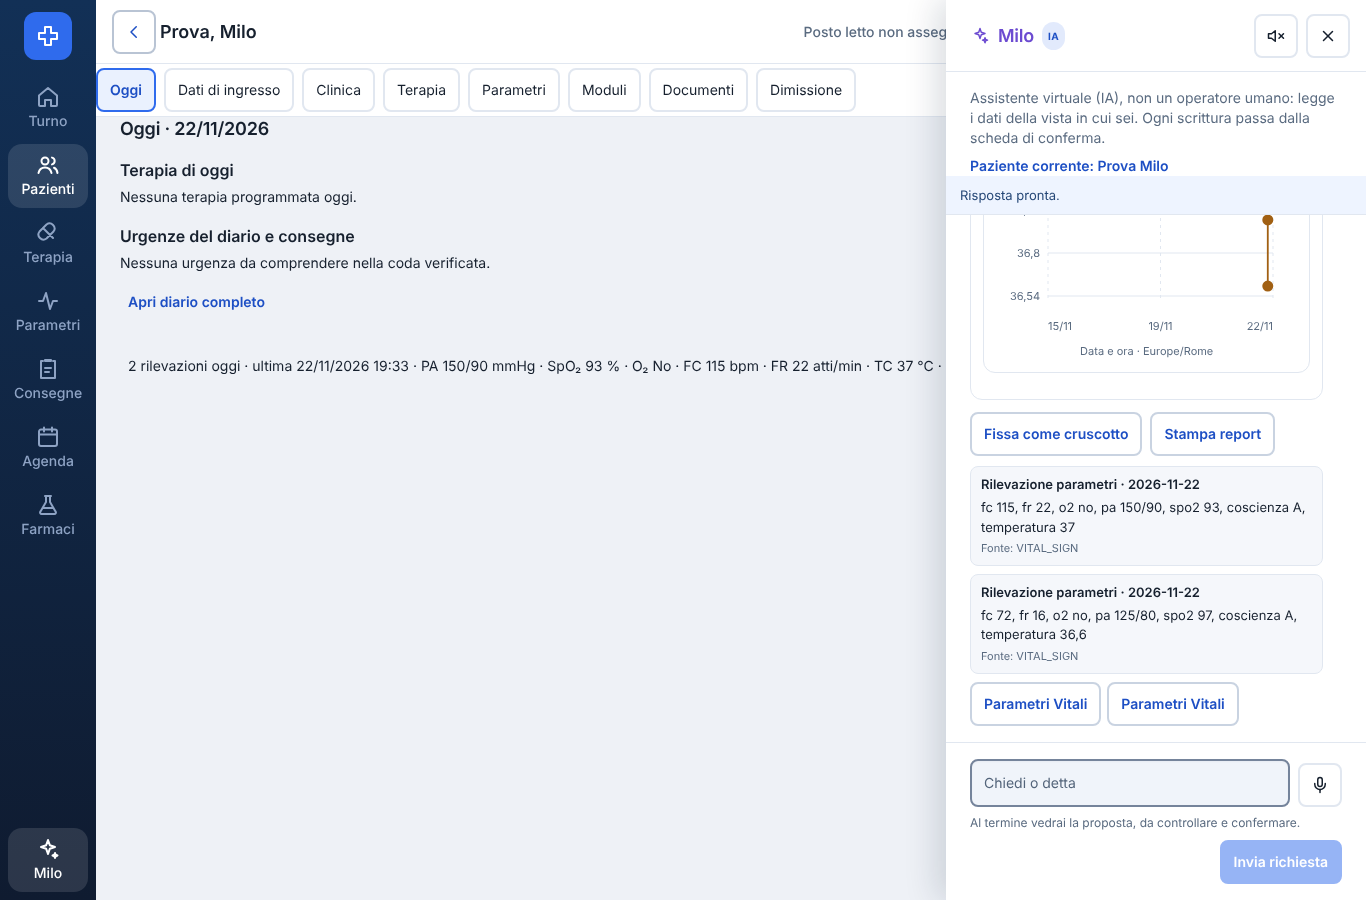 Turno
Pazienti
Terapia
Parametri
Consegne
Agenda
Farmaci
Milo
Prova, Milo
Posto letto non asseg
Oggi
Dati di ingresso
Clinica
Terapia
Parametri
Moduli
Documenti
Dimissione
Oggi · 22/11/2026
Terapia di oggi
Nessuna terapia programmata oggi.
Urgenze del diario e consegne
Nessuna urgenza da comprendere nella coda verificata.
Apri diario completo
2 rilevazioni oggi · ultima 22/11/2026 19:33 · PA 150/90 mmHg · SpO₂ 93 % · O₂ No · FC 115 bpm · FR 22 atti/min · TC 37 °C ·
Milo IA
Assistente virtuale (IA), non un operatore umano: legge
i dati della vista in cui sei. Ogni scrittura passa dalla
scheda di conferma.
Paziente corrente: Prova Milo
Risposta pronta.
36,8
36,54
15/11 19/11 22/11
Data e ora · Europe/Rome
Fissa come cruscotto
Stampa report
Rilevazione parametri · 2026-11-22
fc 115, fr 22, o2 no, pa 150/90, spo2 93, coscienza A,
temperatura 37
Fonte: VITAL_SIGN
Rilevazione parametri · 2026-11-22
fc 72, fr 16, o2 no, pa 125/80, spo2 97, coscienza A,
temperatura 36,6
Fonte: VITAL_SIGN
Parametri Vitali
Parametri Vitali
Chiedi o detta
Al termine vedrai la proposta, da controllare e confermare.
Invia richiesta